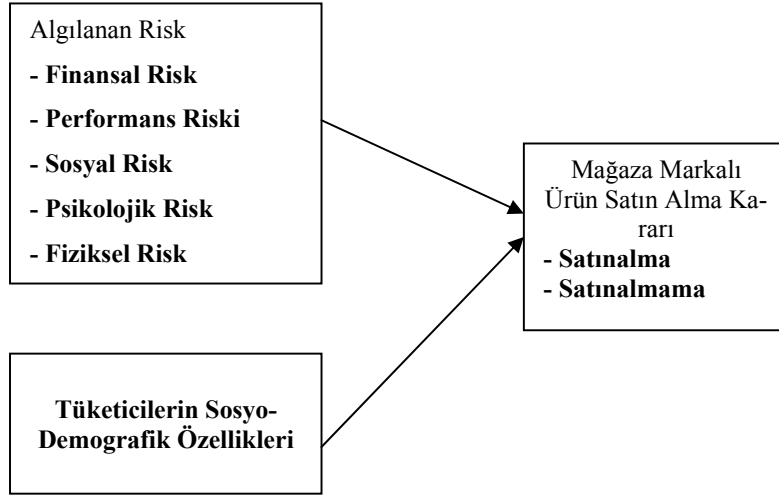 Algılanan Risk
- Finansal Risk
- Performans Riski
- Sosyal Risk
- Psikolojik Risk
- Fiziksel Risk
Mağaza Markalı
Ürün Satın Alma Ka-
rarı
- Satınalma
- Satınalmama
Tüketicilerin Sosyo-
Demografik Özellikleri